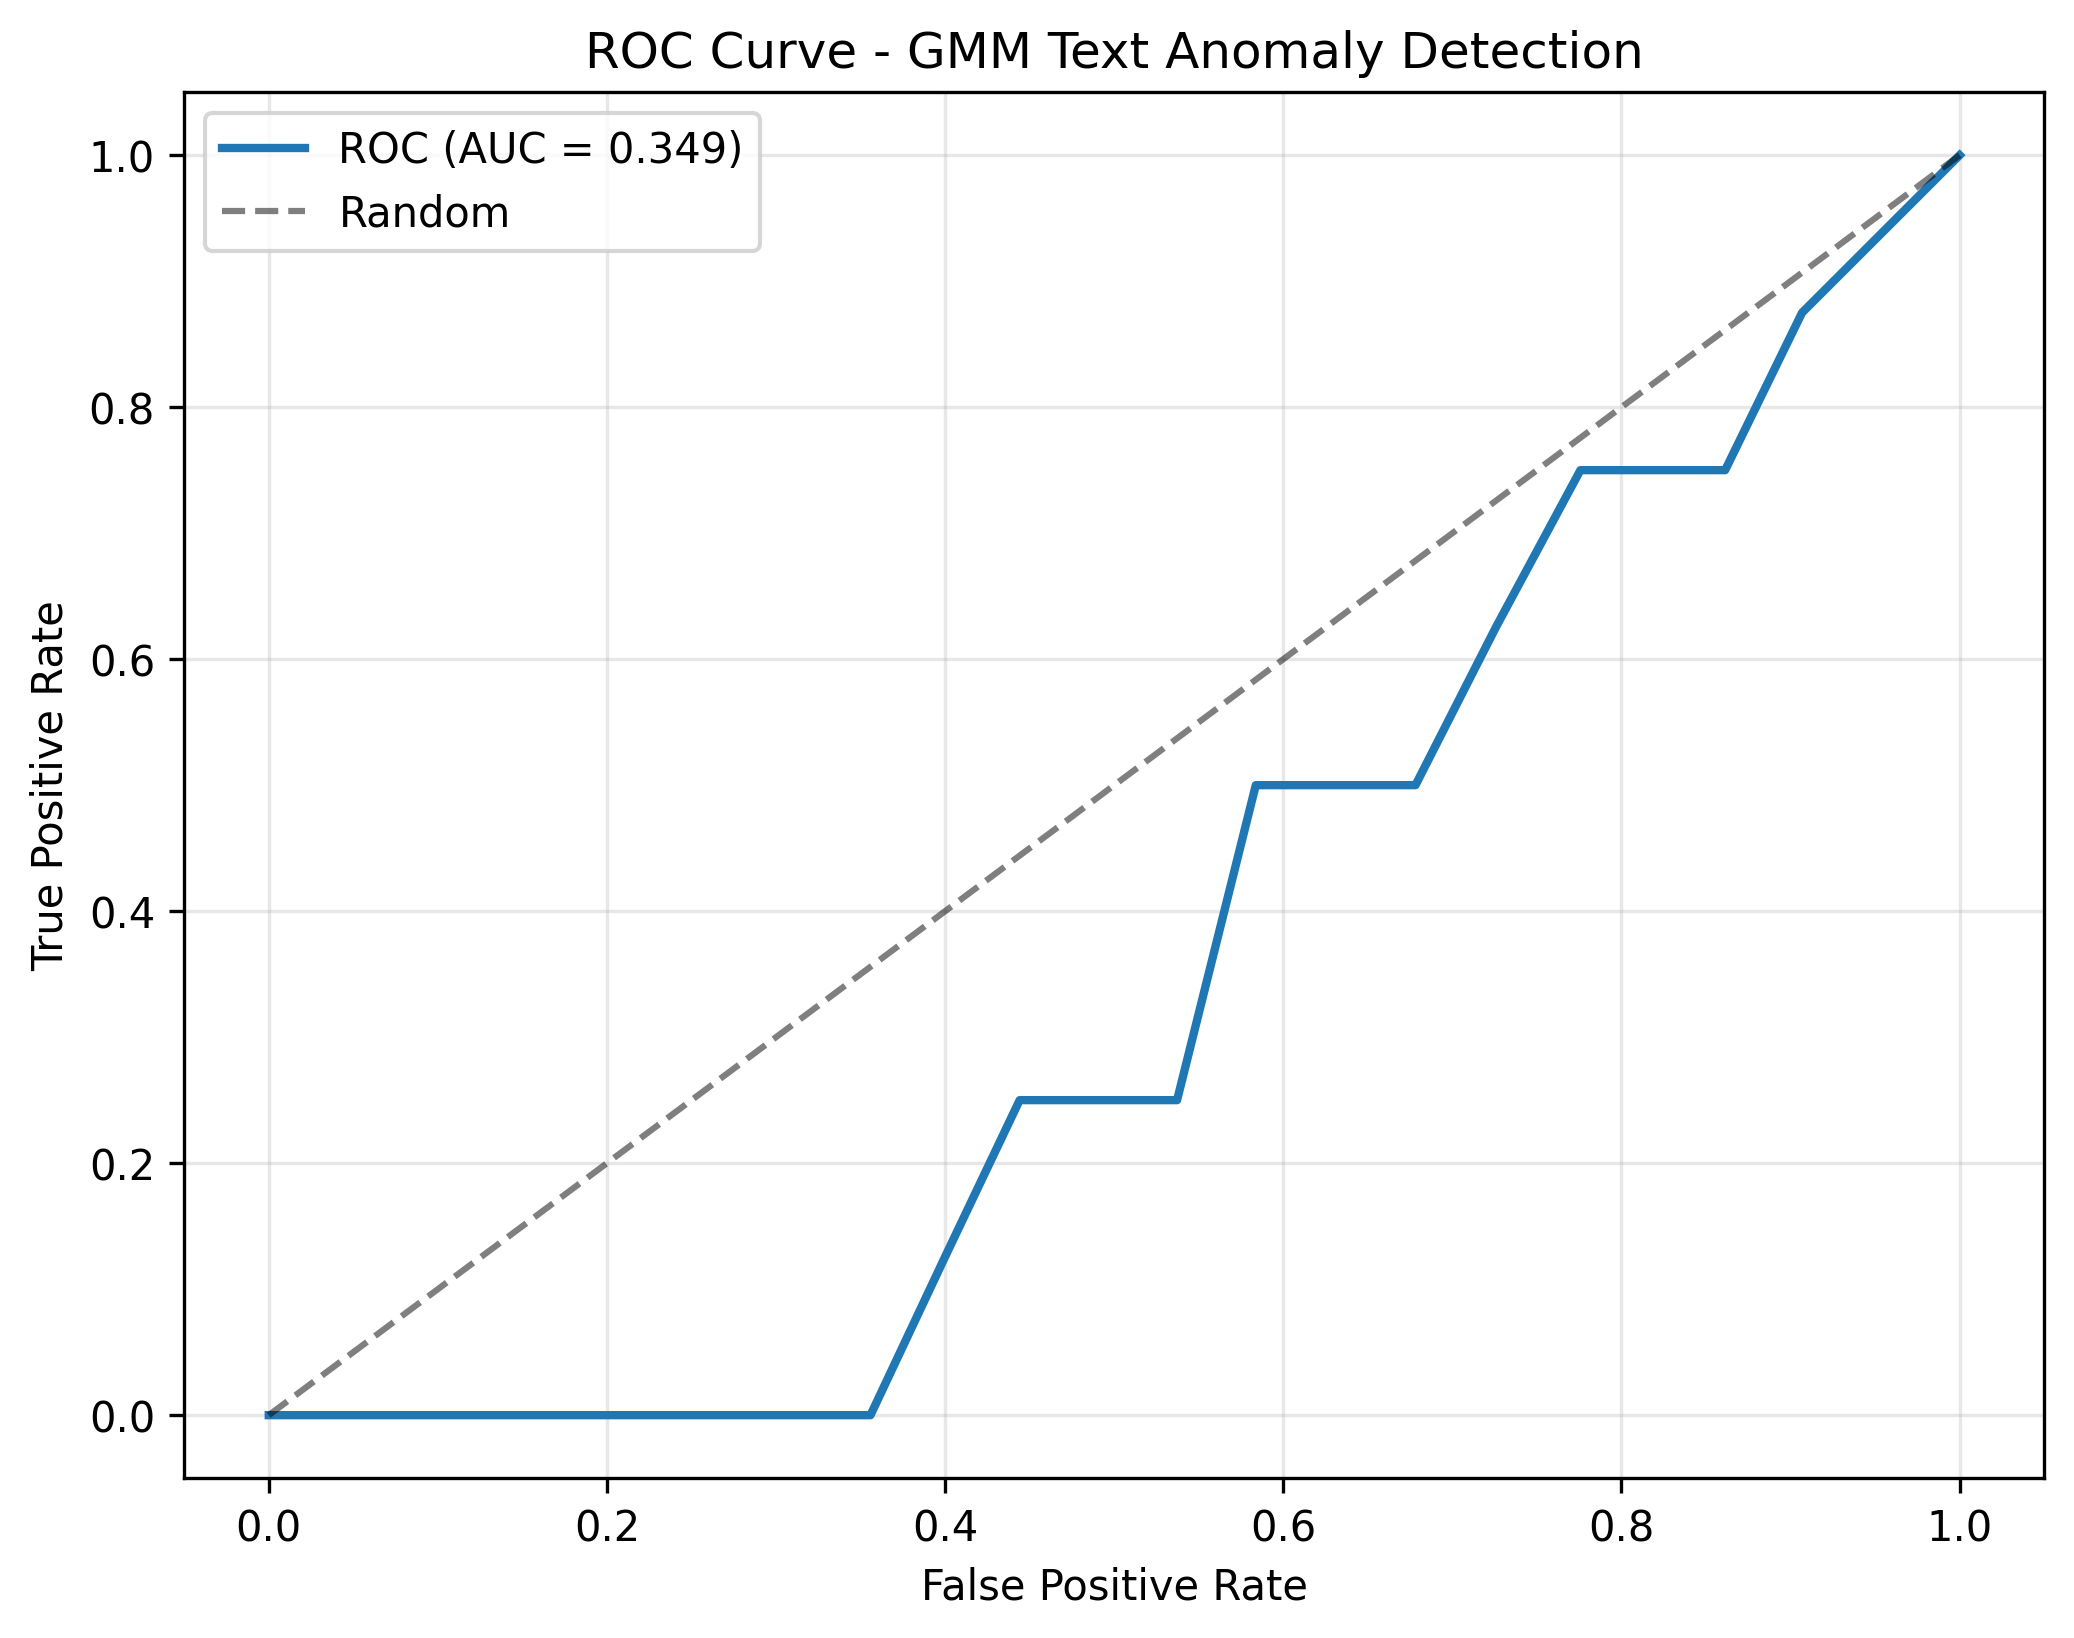 ROC Curve - GMM Text Anomaly Detection
ROC (AUC = 0.349)
Random
1.0
0.8
0.6
0.4
0.2
0.0
True Positive Rate
0.0 0.2 0.4 0.6 0.8 1.0
False Positive Rate